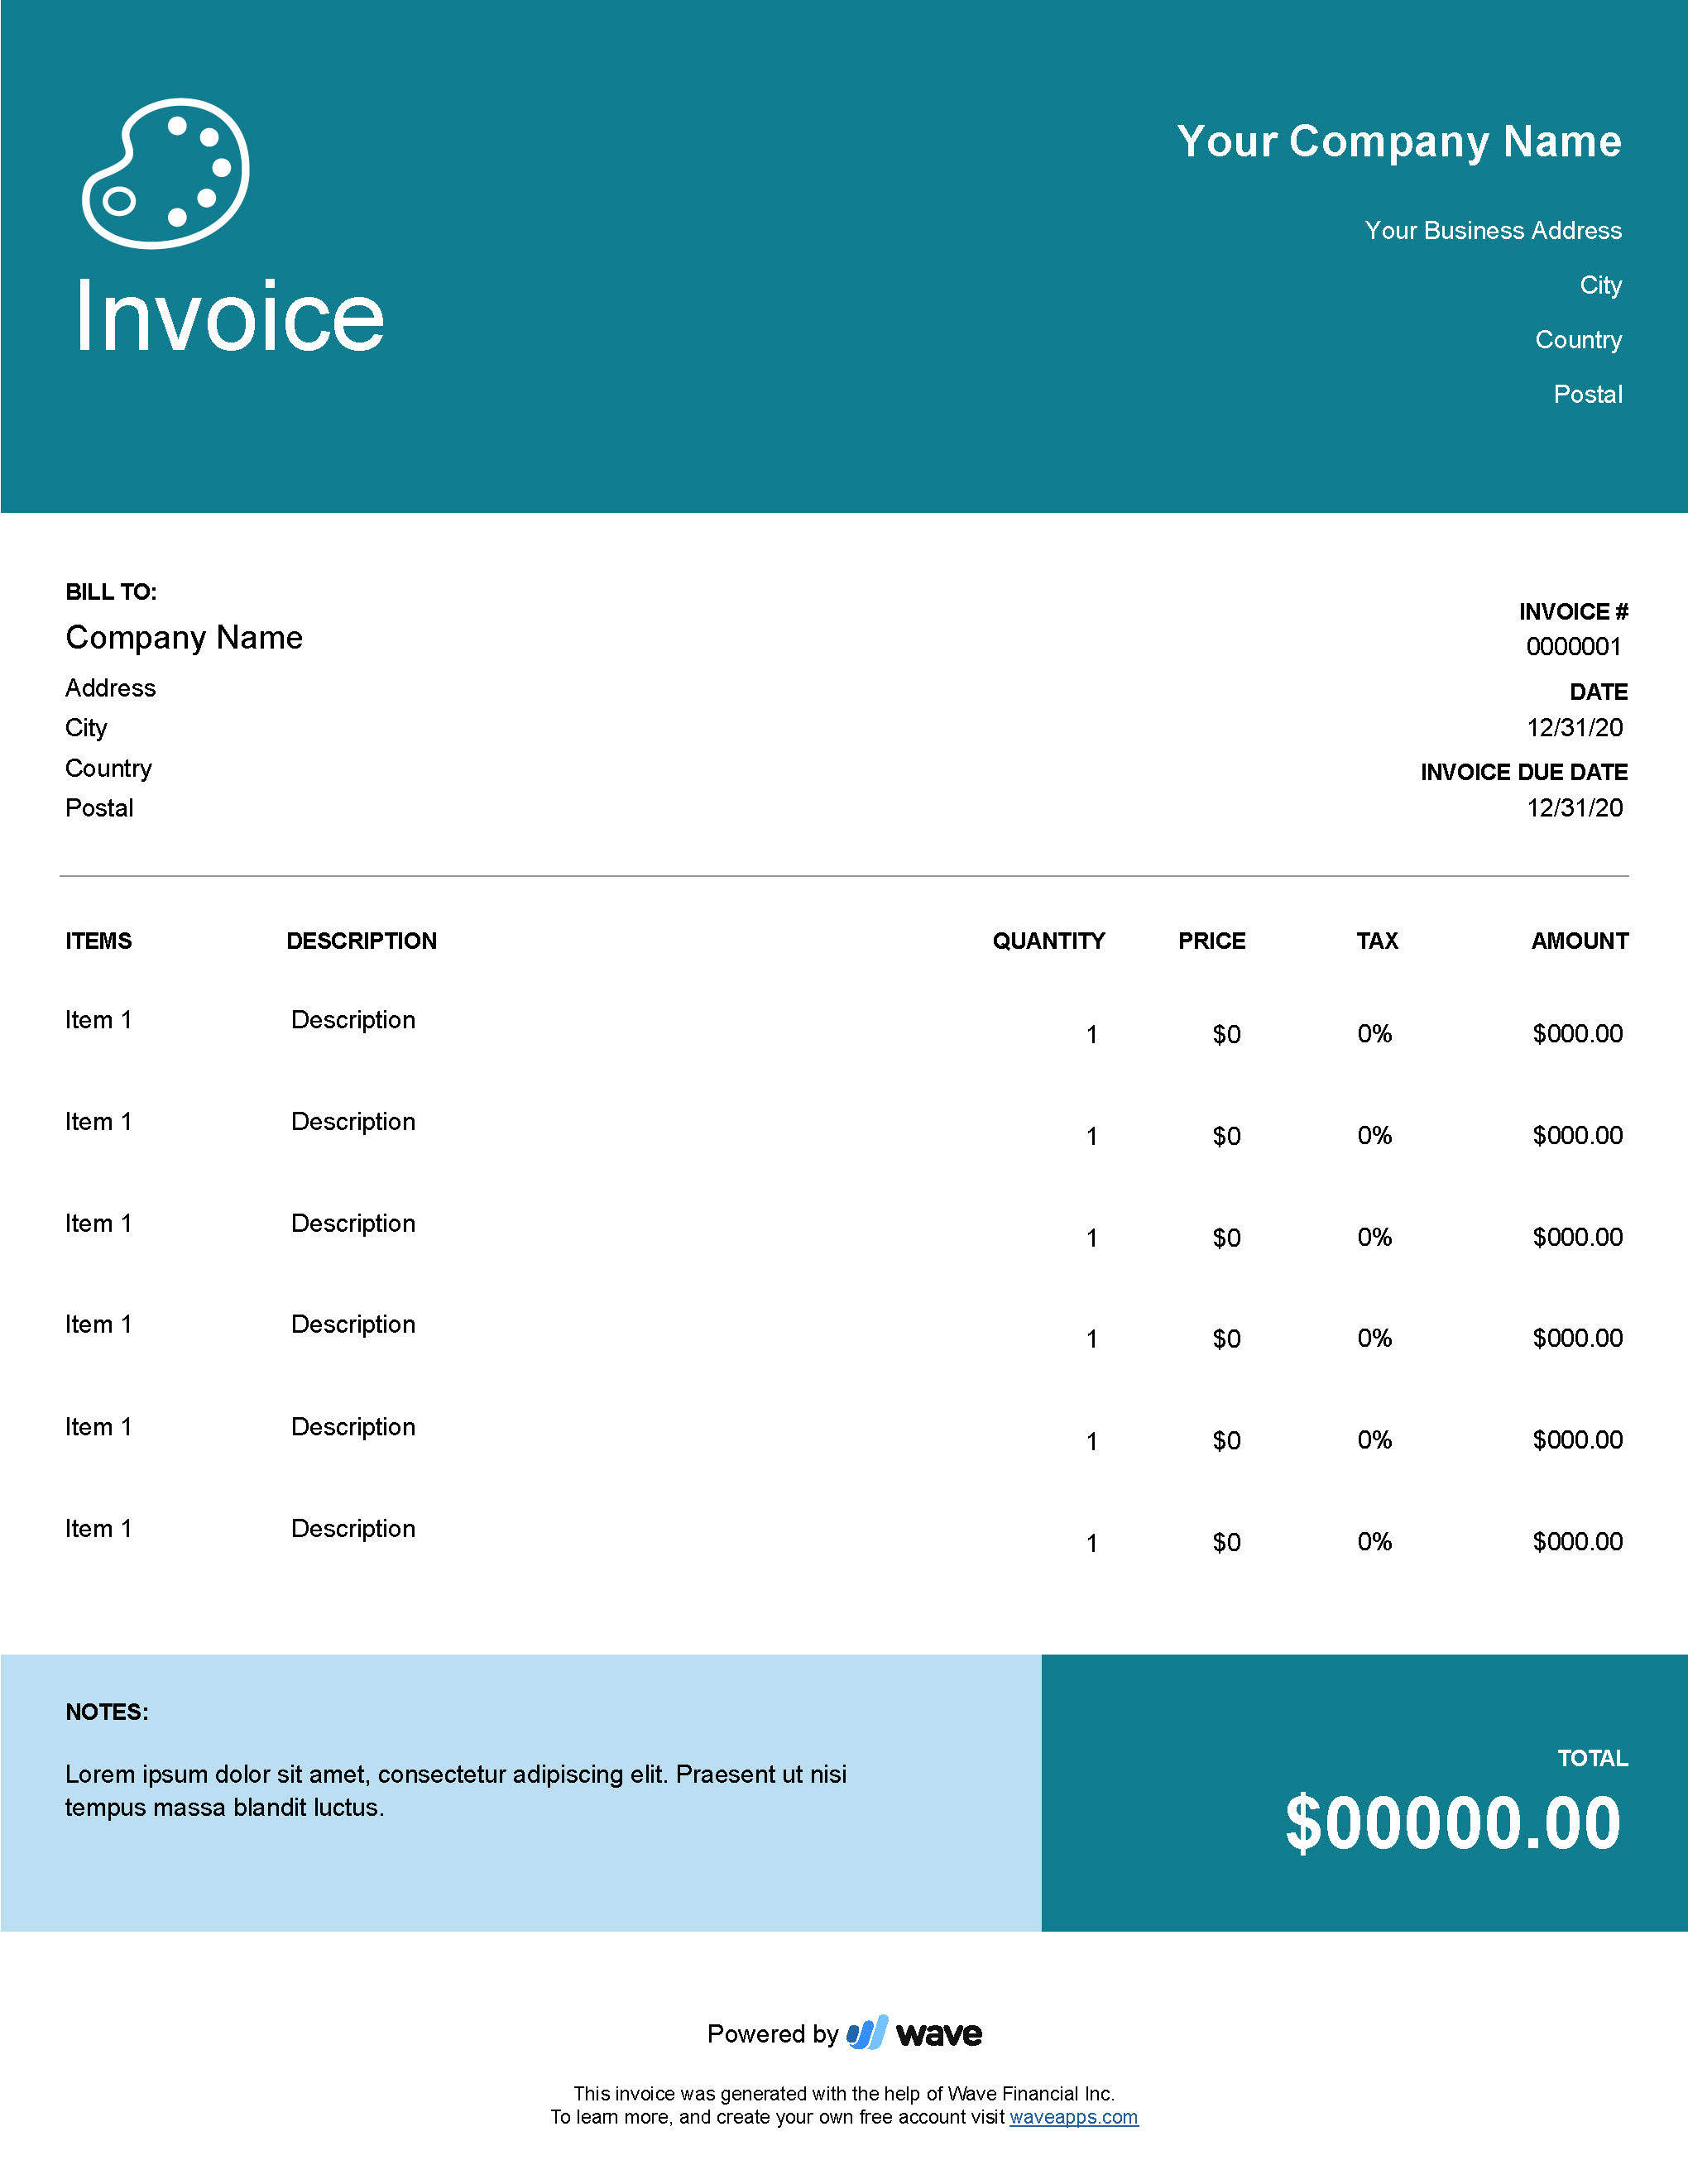 Invoice
Your Company Name
Your Business Address
City
Country
Postal
BILL TO:
Company Name
Address
City
Country
Postal
INVOICE #
0000001
DATE
12/31/20
INVOICE DUE DATE
12/31/20
ITEMS DESCRIPTION QUANTITY PRICE TAX AMOUNT
Item 1 Description 1 $0 0% $000.00
Item 1 Description 1 $0 0% $000.00
Item 1 Description 1 $0 0% $000.00
Item 1 Description 1 $0 0% $000.00
Item 1 Description 1 $0 0% $000.00
Item 1 Description 1 $0 0% $000.00
NOTES:
Lorem ipsum dolor sit amet, consectetur adipiscing elit. Praesent ut nisi
tempus massa blandit luctus.
TOTAL
$00000.00
Powered by wave
This invoice was generated with the help of Wave Financial Inc.
To learn more, and create your own free account visit waveapps.com